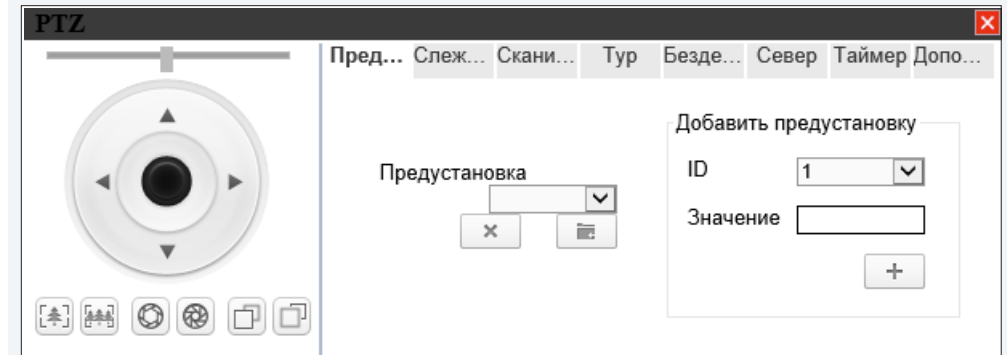 PTZ
Пред... Слеж... Скани... Тур Безде... Север Таймер Допо...
Добавить предустановку
Предустановка
ID 1
Значение